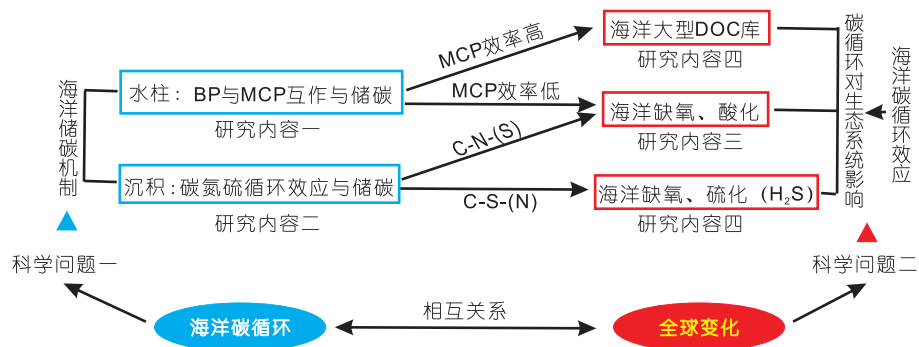 海洋储碳机制
水柱：BP与MCP互作与储碳
研究内容一
沉积：碳氮硫循环效应与储碳
研究内容二
MCP效率高
MCP效率低
C-N-(S)
C-S-(N)
海洋大型DOC库
研究内容四
海洋缺氧、酸化
研究内容三
海洋缺氧、硫化（H₂S）
研究内容四
碳循环对生态系统影响
海洋碳循环效应
科学问题一
科学问题二
海洋碳循环
相互关系
全球变化